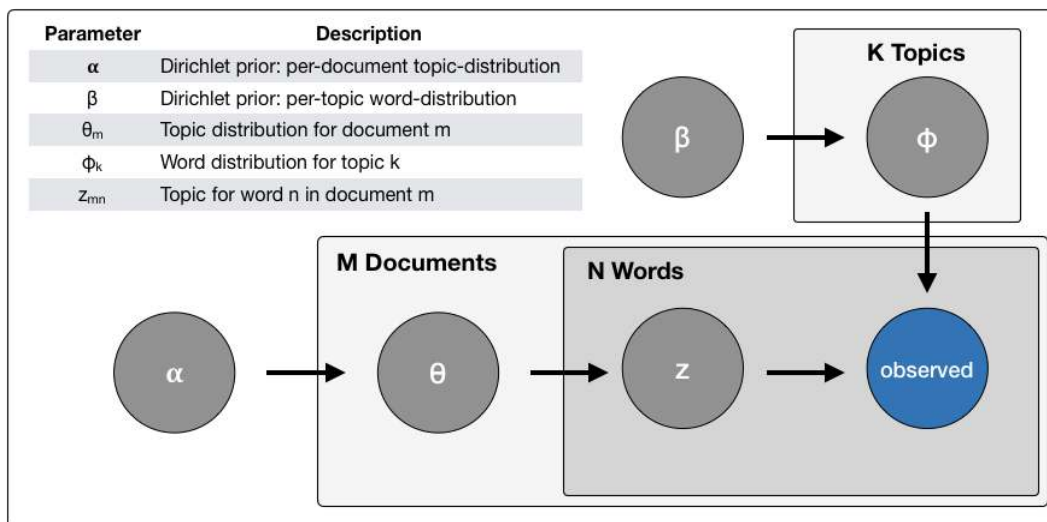 Parameter Description
α Dirichlet prior: per-document topic-distribution
β Dirichlet prior: per-topic word-distribution
θm Topic distribution for document m
ϕk Word distribution for topic k
zmn Topic for word n in document m
K Topics
β
ϕ
M Documents
N Words
α
θ
z
observed